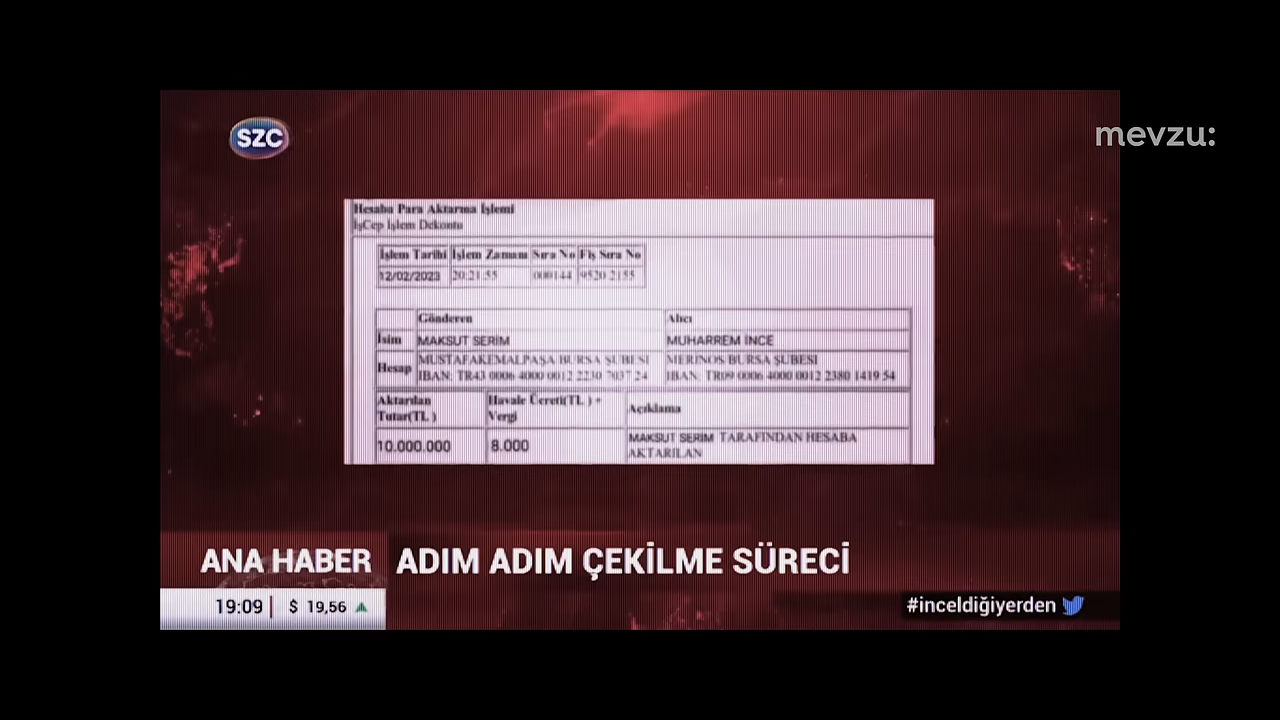 SZC
mevzu:
Hesaba Para Aktarma İşlemi
İşCep İşlem Dekontu
İşlem Tarihi İşlem Zamanı Sıra No Fiş Sıra No
12/02/2023 20:21:55 000144 9520 2155
Gönderen Alıcı
İsim MAKSUT SERİM MUHARREM İNCE
Hesap MUSTAFAKEMALPAŞA BURSA ŞUBESİ MERİNOS BURSA ŞUBESİ
IBAN: TR43 0006 4000 0012 2230 7037 24 IBAN: TR09 0006 4000 0012 2380 1419 54
Aktarılan Havale Ücreti(TL ) + Açıklama
Tutar(TL ) Vergi
10.000.000 8.000 MAKSUT SERİM TARAFINDAN HESABA
AKTARILAN
ANA HABER ADIM ADIM ÇEKİLME SÜRECİ
19:09 $ 19,56
#inceldiğiyerden